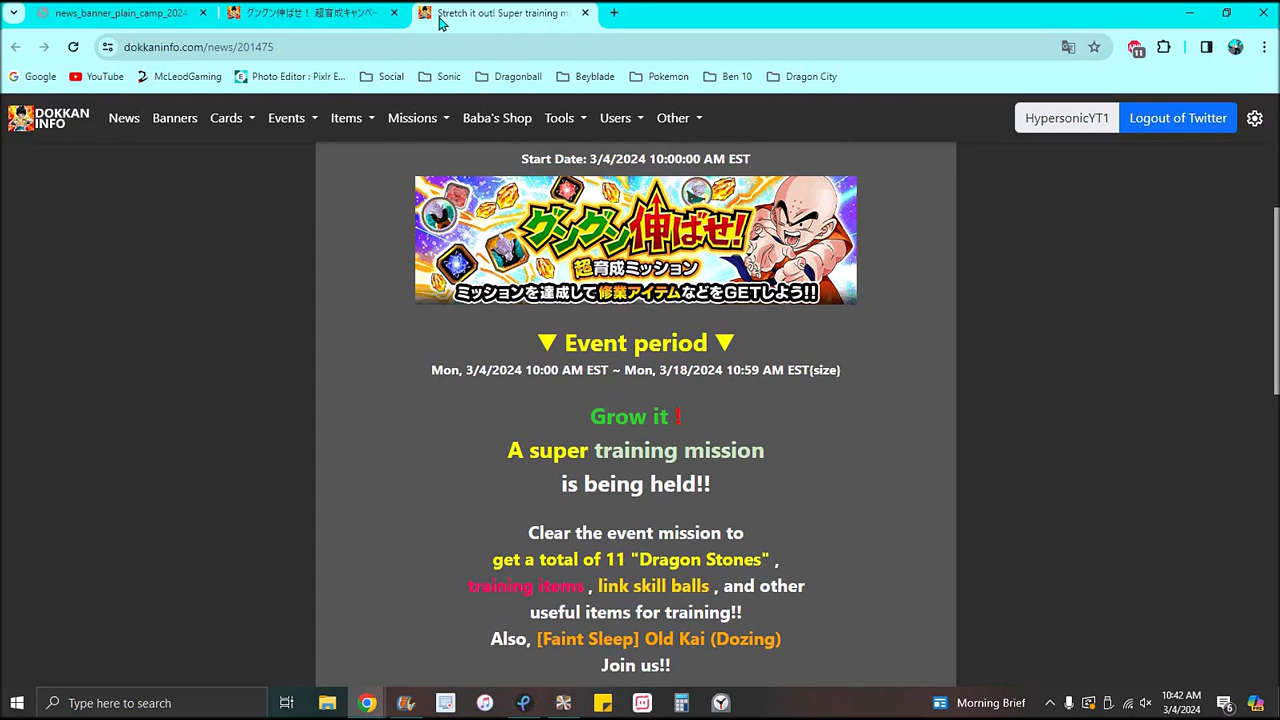 news_banner_plain_camp_2024
グングン伸ばせ！ 超育成キャンペー
Stretch it out! Super training mi
dokkaninfo.com/news/201475
11
Google
YouTube
McLeodGaming
Photo Editor : Pixlr E...
Social
Sonic
Dragonball
Beyblade
Pokemon
Ben 10
Dragon City
DOKKAN INFO
News
Banners
Cards
Events
Items
Missions
Baba's Shop
Tools
Users
Other
HypersonicYT1
Logout of Twitter
Start Date: 3/4/2024 10:00:00 AM EST
グングン伸ばせ!
超育成ミッション
ミッションを達成して修業アイテムなどをGETしよう!!
▼ Event period ▼
Mon, 3/4/2024 10:00 AM EST ~ Mon, 3/18/2024 10:59 AM EST(size)
Grow it !
A super training mission
is being held!!
Clear the event mission to
get a total of 11 "Dragon Stones" ,
training items , link skill balls , and other
useful items for training!!
Also, [Faint Sleep] Old Kai (Dozing)
Join us!!
Type here to search
Morning Brief
10:42 AM
3/4/2024
6